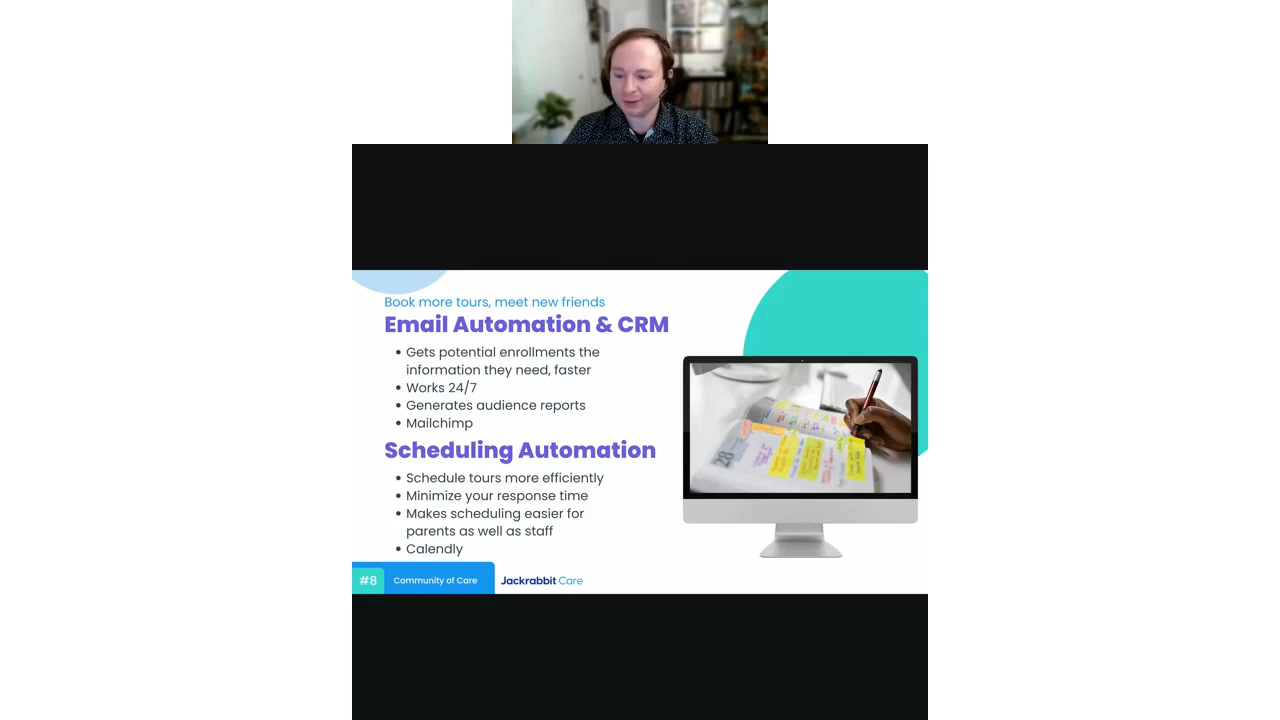 Book more tours, meet new friends
Email Automation & CRM
• Gets potential enrollments the
information they need, faster
• Works 24/7
• Generates audience reports
• Mailchimp
Scheduling Automation
• Schedule tours more efficiently
• Minimize your response time
• Makes scheduling easier for
parents as well as staff
• Calendly
28
#8 Community of Care Jackrabbit Care